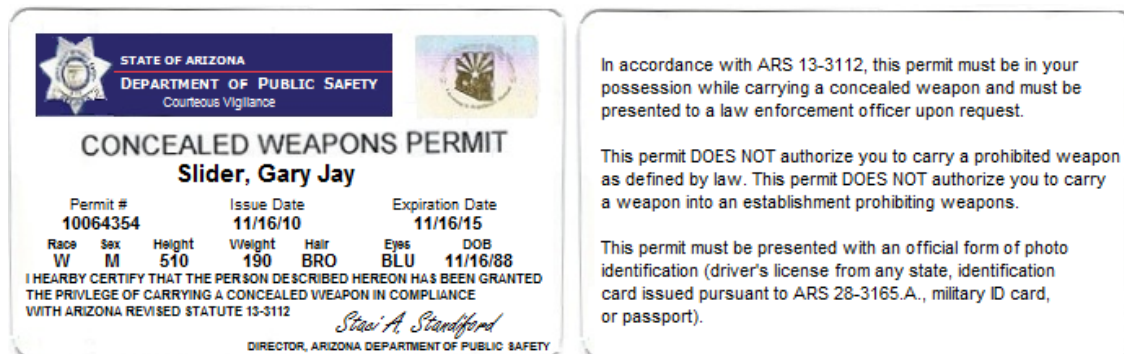 STATE OF ARIZONA
DEPARTMENT OF PUBLIC SAFETY
Courteous Vigilance
CONCEALED WEAPONS PERMIT
Slider, Gary Jay
Permit # Issue Date Expiration Date
10064354 11/16/10 11/16/15
Race Sex Height Weight Hair Eyes DOB
W M 510 190 BRO BLU 11/16/88
I HEARBY CERTIFY THAT THE PERSON DESCRIBED HEREON HAS BEEN GRANTED
THE PRIVLEGE OF CARRYING A CONCEALED WEAPON IN COMPLIANCE
WITH ARIZONA REVISED STATUTE 13-3112
Staci A. Standiford
DIRECTOR, ARIZONA DEPARTMENT OF PUBLIC SAFETY
In accordance with ARS 13-3112, this permit must be in your
possession while carrying a concealed weapon and must be
presented to a law enforcement officer upon request.
This permit DOES NOT authorize you to carry a prohibited weapon
as defined by law. This permit DOES NOT authorize you to carry
a weapon into an establishment prohibiting weapons.
This permit must be presented with an official form of photo
identification (driver's license from any state, identification
card issued pursuant to ARS 28-3165.A., military ID card,
or passport).